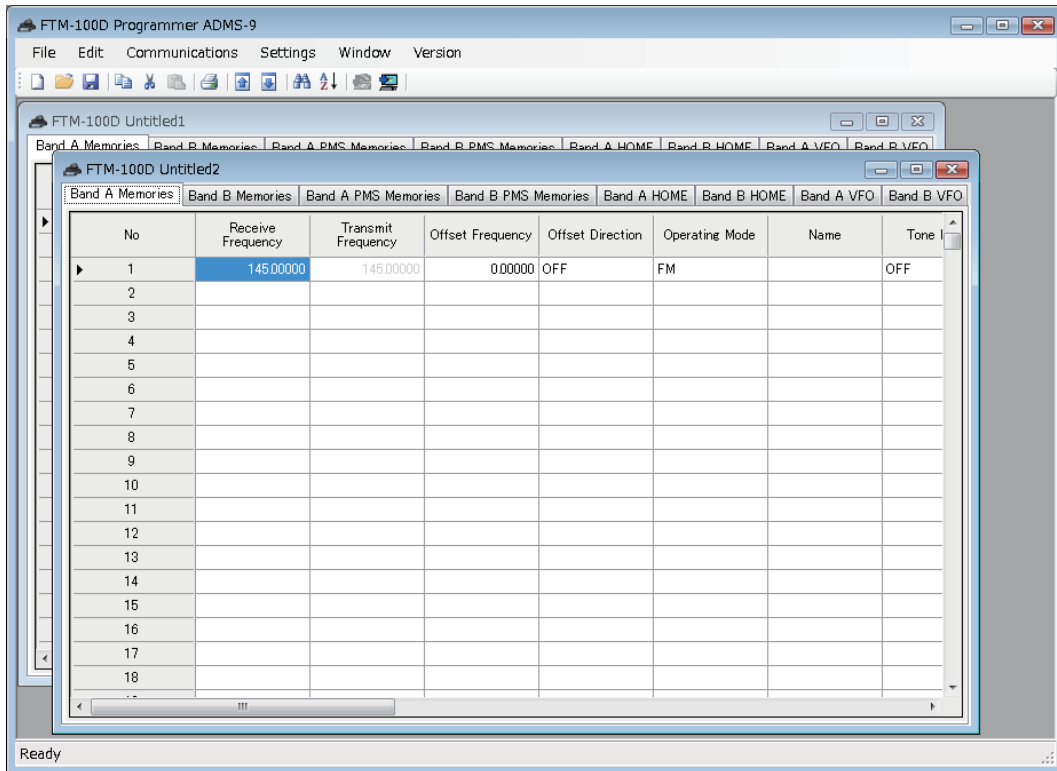 FTM-100D Programmer ADMS-9
File Edit Communications Settings Window Version
FTM-100D Untitled1
Band A Memories Band B Memories Band A PMS Memories Band B PMS Memories Band A HOME Band B HOME Band A VFO Band B VFO
FTM-100D Untitled2
Band A Memories Band B Memories Band A PMS Memories Band B PMS Memories Band A HOME Band B HOME Band A VFO Band B VFO
No Receive Frequency Transmit Frequency Offset Frequency Offset Direction Operating Mode Name Tone
1 145.00000 145.00000 0.00000 OFF FM OFF
2
3
4
5
6
7
8
9
10
11
12
13
14
15
16
17
18
Ready